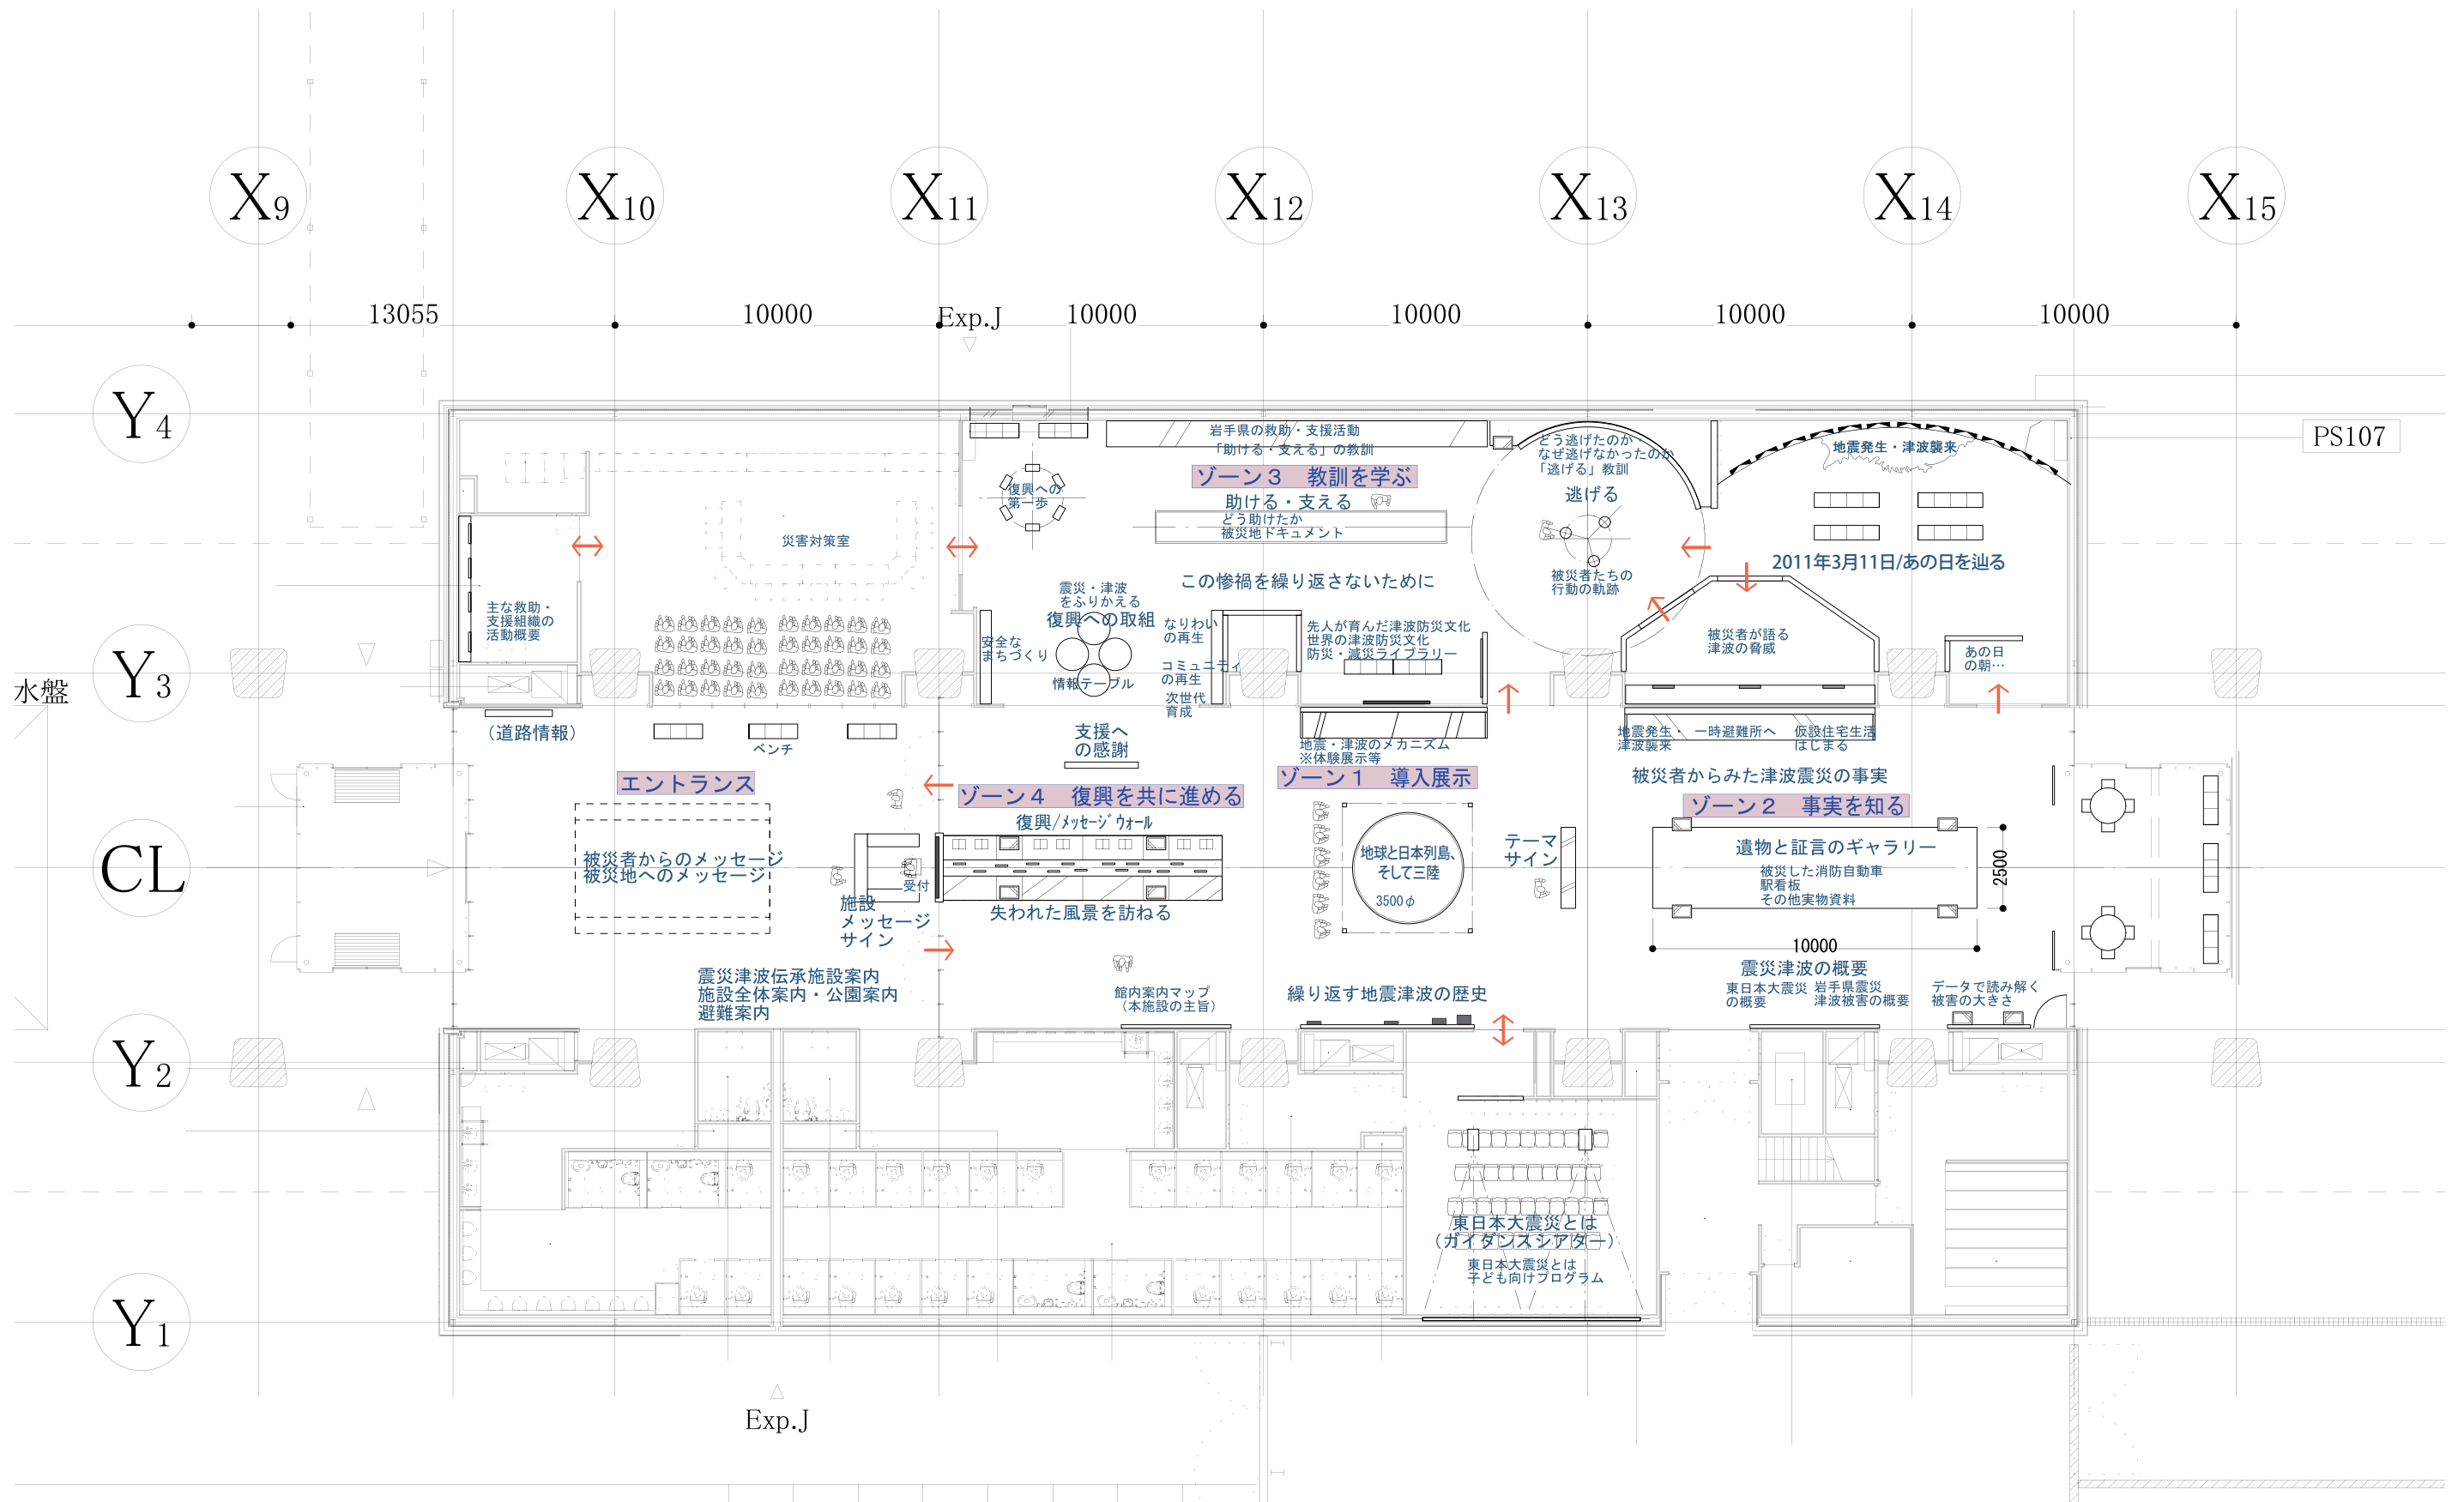 X9
X10
X11
X12
X13
X14
X15
13055
10000
Exp.J
10000
10000
10000
10000
Y4
Y3
Y2
Y1
CL
水盤
PS107
岩手県の救助・支援活動
「助ける・支える」の教訓
ゾーン３　教訓を学ぶ
助ける・支える
どう助けたか
被災地ドキュメント
この惨禍を繰り返さないために
どう逃げたのか
なぜ逃げなかったのか
「逃げる」教訓
逃げる
被災者たちの
行動の軌跡
地震発生・津波襲来
2011年3月11日/あの日を辿る
被災者が語る
津波の脅威
あの日
の朝…
復興への
第一歩
災害対策室
主な救助・
支援組織の
活動概要
震災・津波
をふりかえる
復興への取組
安全な
まちづくり
情報テーブル
なりわい
の再生
コミュニティ
の再生
次世代
育成
先人が育んだ津波防災文化
世界の津波防災文化
防災・減災ライブラリー
（道路情報）
ベンチ
支援へ
の感謝
地震・津波のメカニズム
※体験展示等
ゾーン１　導入展示
地震発生・
津波襲来
一時避難所へ
仮設住宅生活
はじまる
被災者からみた津波震災の事実
ゾーン２　事実を知る
エントランス
ゾーン４　復興を共に進める
復興/ﾒｯｾｰｼﾞｳｫｰﾙ
被災者からのメッセージ
被災地へのメッセージ
受付
施設
メッセージ
サイン
失われた風景を訪ねる
地球と日本列島、
そして三陸
3500φ
テーマ
サイン
遺物と証言のギャラリー
被災した消防自動車
駅看板
その他実物資料
2500
10000
震災津波の概要
東日本大震災
の概要
岩手県震災
津波被害の概要
データで読み解く
被害の大きさ
震災津波伝承施設案内
施設全体案内・公園案内
避難案内
館内案内マップ
（本施設の主旨）
繰り返す地震津波の歴史
東日本大震災とは
（ガイダンスシアター）
東日本大震災とは
子ども向けプログラム
Exp.J